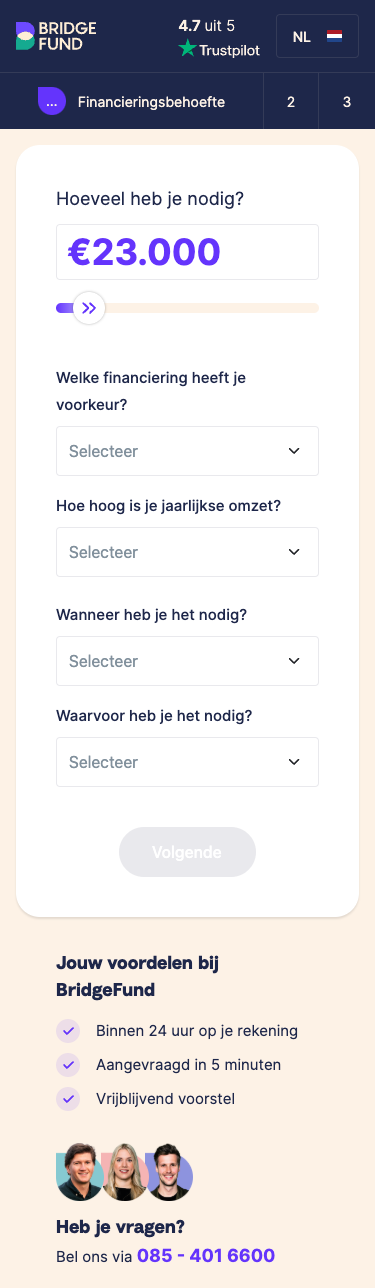 BRIDGE
FUND
4.7 uit 5
Trustpilot
NL
... Financieringsbehoefte 2 3
Hoeveel heb je nodig?
€23.000
Welke financiering heeft je
voorkeur?
Selecteer
Hoe hoog is je jaarlijkse omzet?
Selecteer
Wanneer heb je het nodig?
Selecteer
Waarvoor heb je het nodig?
Selecteer
Volgende
Jouw voordelen bij
BridgeFund
Binnen 24 uur op je rekening
Aangevraagd in 5 minuten
Vrijblijvend voorstel
Heb je vragen?
Bel ons via 085 - 401 6600